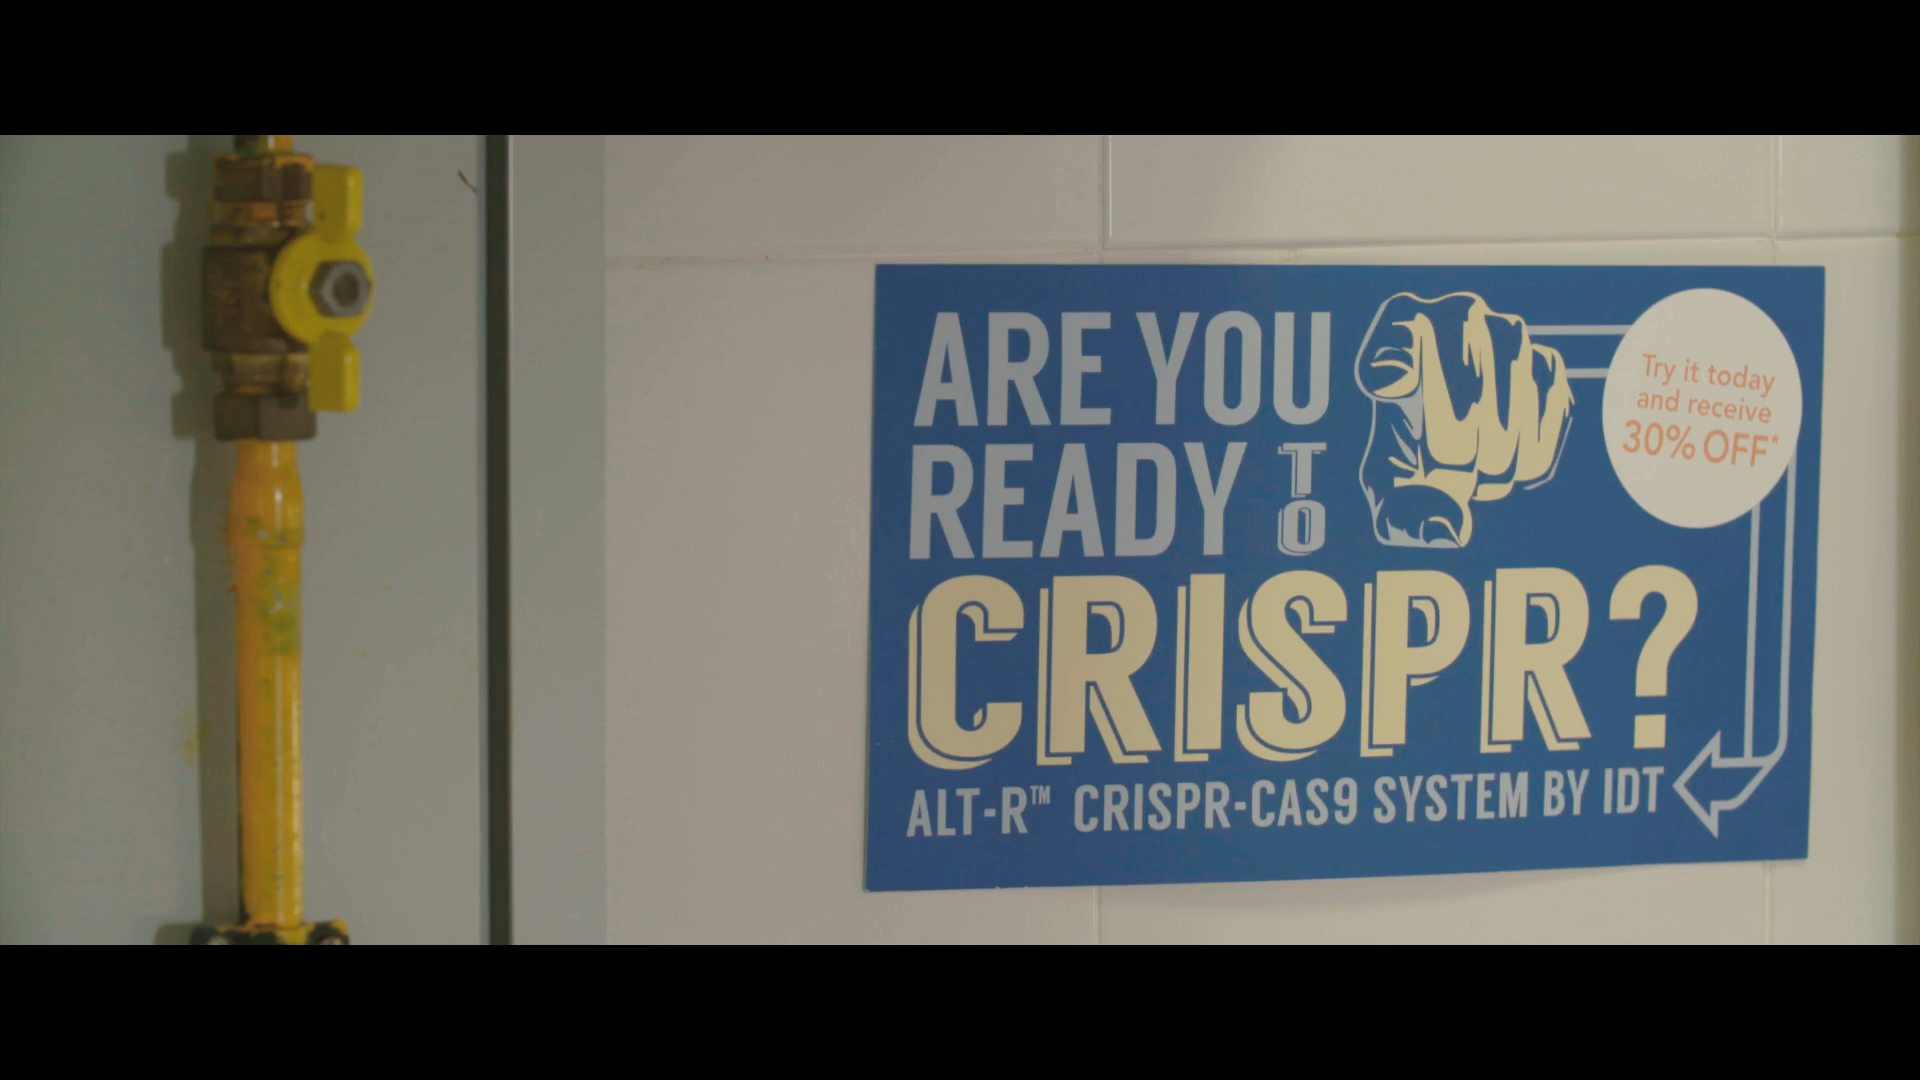 ARE YOU
READY TO
CRISPR?
ALT-R™ CRISPR-CAS9 SYSTEM BY IDT
Try it today
and receive
30% OFF*